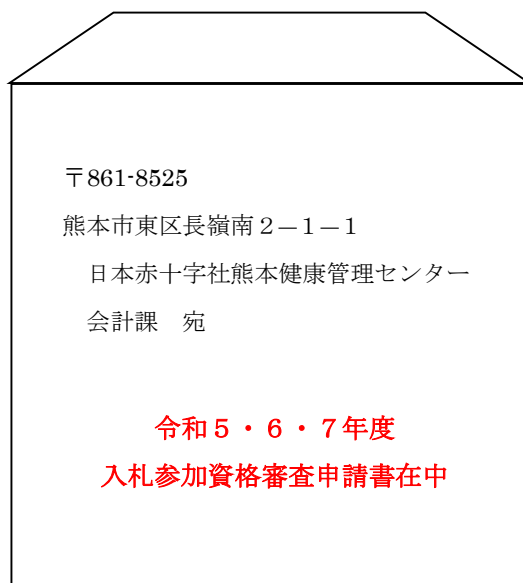 〒861-8525
熊本市東区長嶺南２－１－１
日本赤十字社熊本健康管理センター
会計課　宛
令和５・６・７年度
入札参加資格審査申請書在中